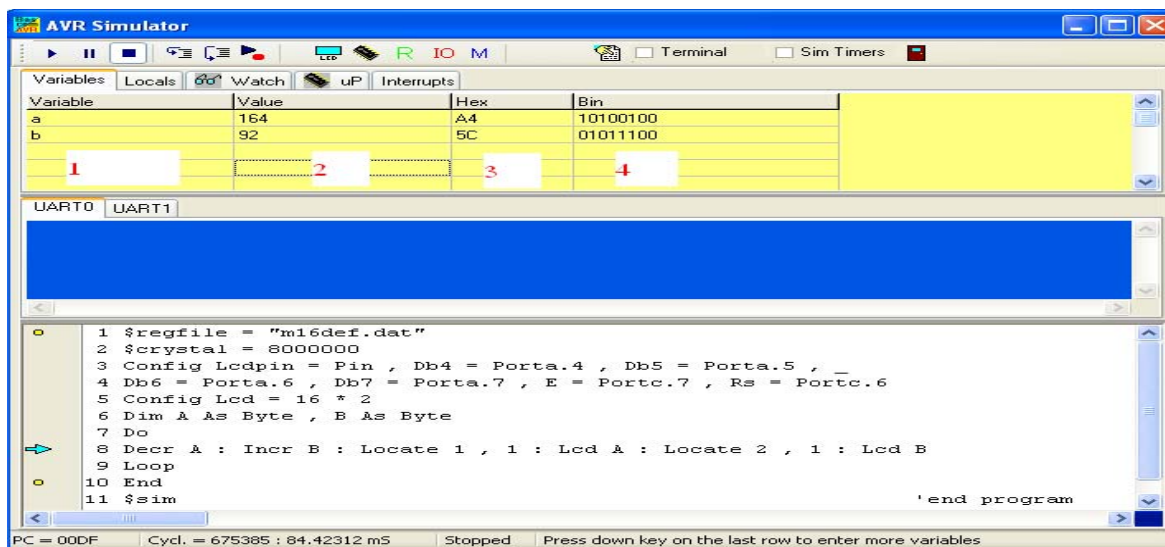 AVR Simulator
LCD R IO M Terminal Sim Timers
Variables Locals Watch uP Interrupts
Variable Value Hex Bin
a 164 A4 10100100
b 92 5C 01011100
1 2 3 4
UART0 UART1
1 $regfile = "m16def.dat"
2 $crystal = 8000000
3 Config Lcdpin = Pin , Db4 = Porta.4 , Db5 = Porta.5 , _
4 Db6 = Porta.6 , Db7 = Porta.7 , E = Portc.7 , Rs = Portc.6
5 Config Lcd = 16 * 2
6 Dim A As Byte , B As Byte
7 Do
8 Decr A : Incr B : Locate 1 , 1 : Lcd A : Locate 2 , 1 : Lcd B
9 Loop
10 End
11 $sim 'end program
PC = 00DF Cycl. = 675385 : 84.42312 mS Stopped Press down key on the last row to enter more variables